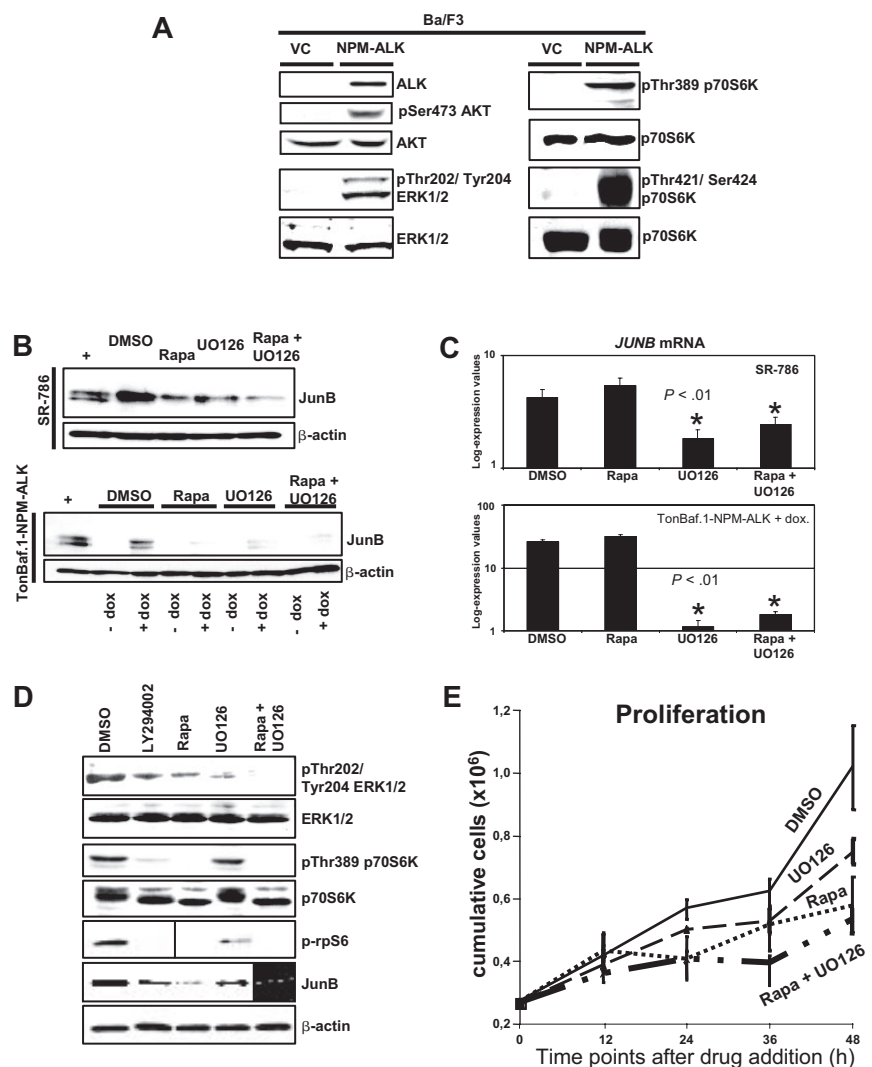 A
Ba/F3
VC NPM-ALK
VC NPM-ALK
ALK
pSer473 AKT
AKT
pThr202/ Tyr204
ERK1/2
ERK1/2
pThr389 p70S6K
p70S6K
pThr421/ Ser424
p70S6K
p70S6K
B
SR-786
+ DMSO Rapa UO126 Rapa +
UO126
JunB
β-actin
TonBaf.1-NPM-ALK
+ DMSO Rapa UO126 Rapa +
UO126
JunB
β-actin
- dox + dox - dox + dox - dox + dox - dox + dox
C
JUNB mRNA
Log-expression values
10
1
SR-786
P < .01
* *
DMSO Rapa UO126 Rapa +
UO126
Log-expression values
100
10
1
TonBaf.1-NPM-ALK + dox.
P < .01
* *
DMSO Rapa UO126 Rapa +
UO126
D
DMSO LY294002 Rapa UO126 Rapa +
UO126
pThr202/
Tyr204 ERK1/2
ERK1/2
pThr389 p70S6K
p70S6K
p-rpS6
JunB
β-actin
E
Proliferation
cumulative cells (x10⁶)
1,2
1,0
0,8
0,6
0,4
0,2
DMSO
UO126
Rapa
Rapa + UO126
0 12 24 36 48
Time points after drug addition (h)